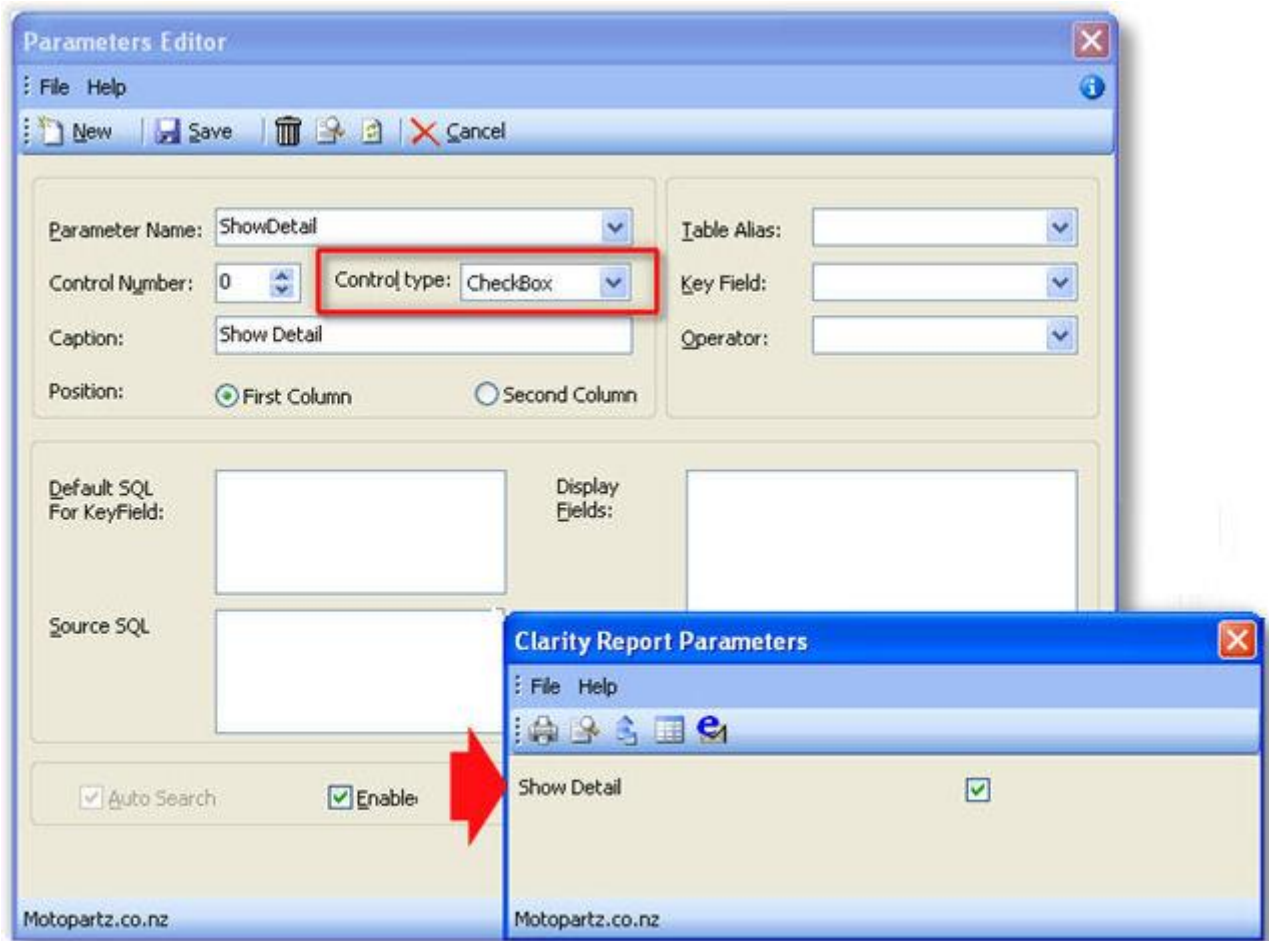 Parameters Editor
File Help
New Save Cancel
Parameter Name: ShowDetail
Control Number: 0 Control type: CheckBox
Caption: Show Detail
Position: First Column Second Column
Table Alias:
Key Field:
Operator:
Default SQL
For KeyField:
Display
Fields:
Source SQL
Auto Search Enable
Motopartz.co.nz
Clarity Report Parameters
File Help
Show Detail
Motopartz.co.nz